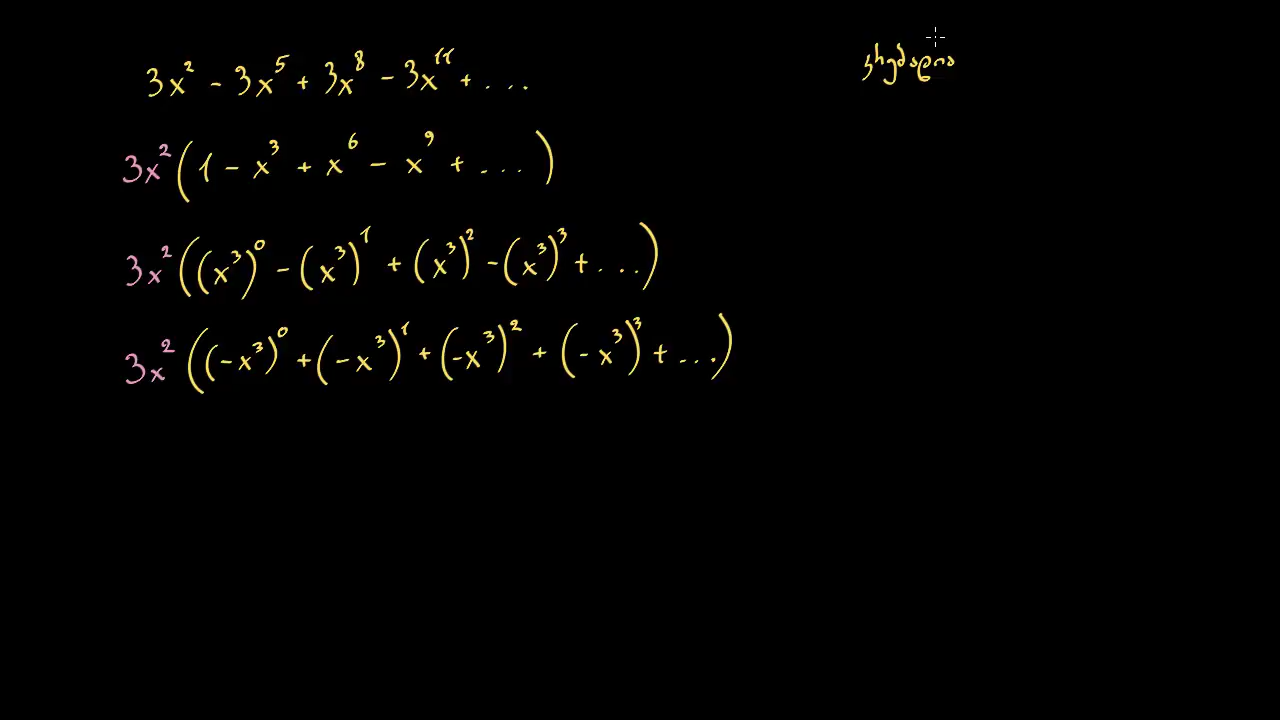 3x² - 3x⁵ + 3x⁸ - 3x¹¹ + ...
კრებადია
3x²(1 - x³ + x⁶ - x⁹ + ...)
3x²((x³)⁰ - (x³)¹ + (x³)² - (x³)³ + ...)
3x²((-x³)⁰ + (-x³)¹ + (-x³)² + (-x³)³ + ...)